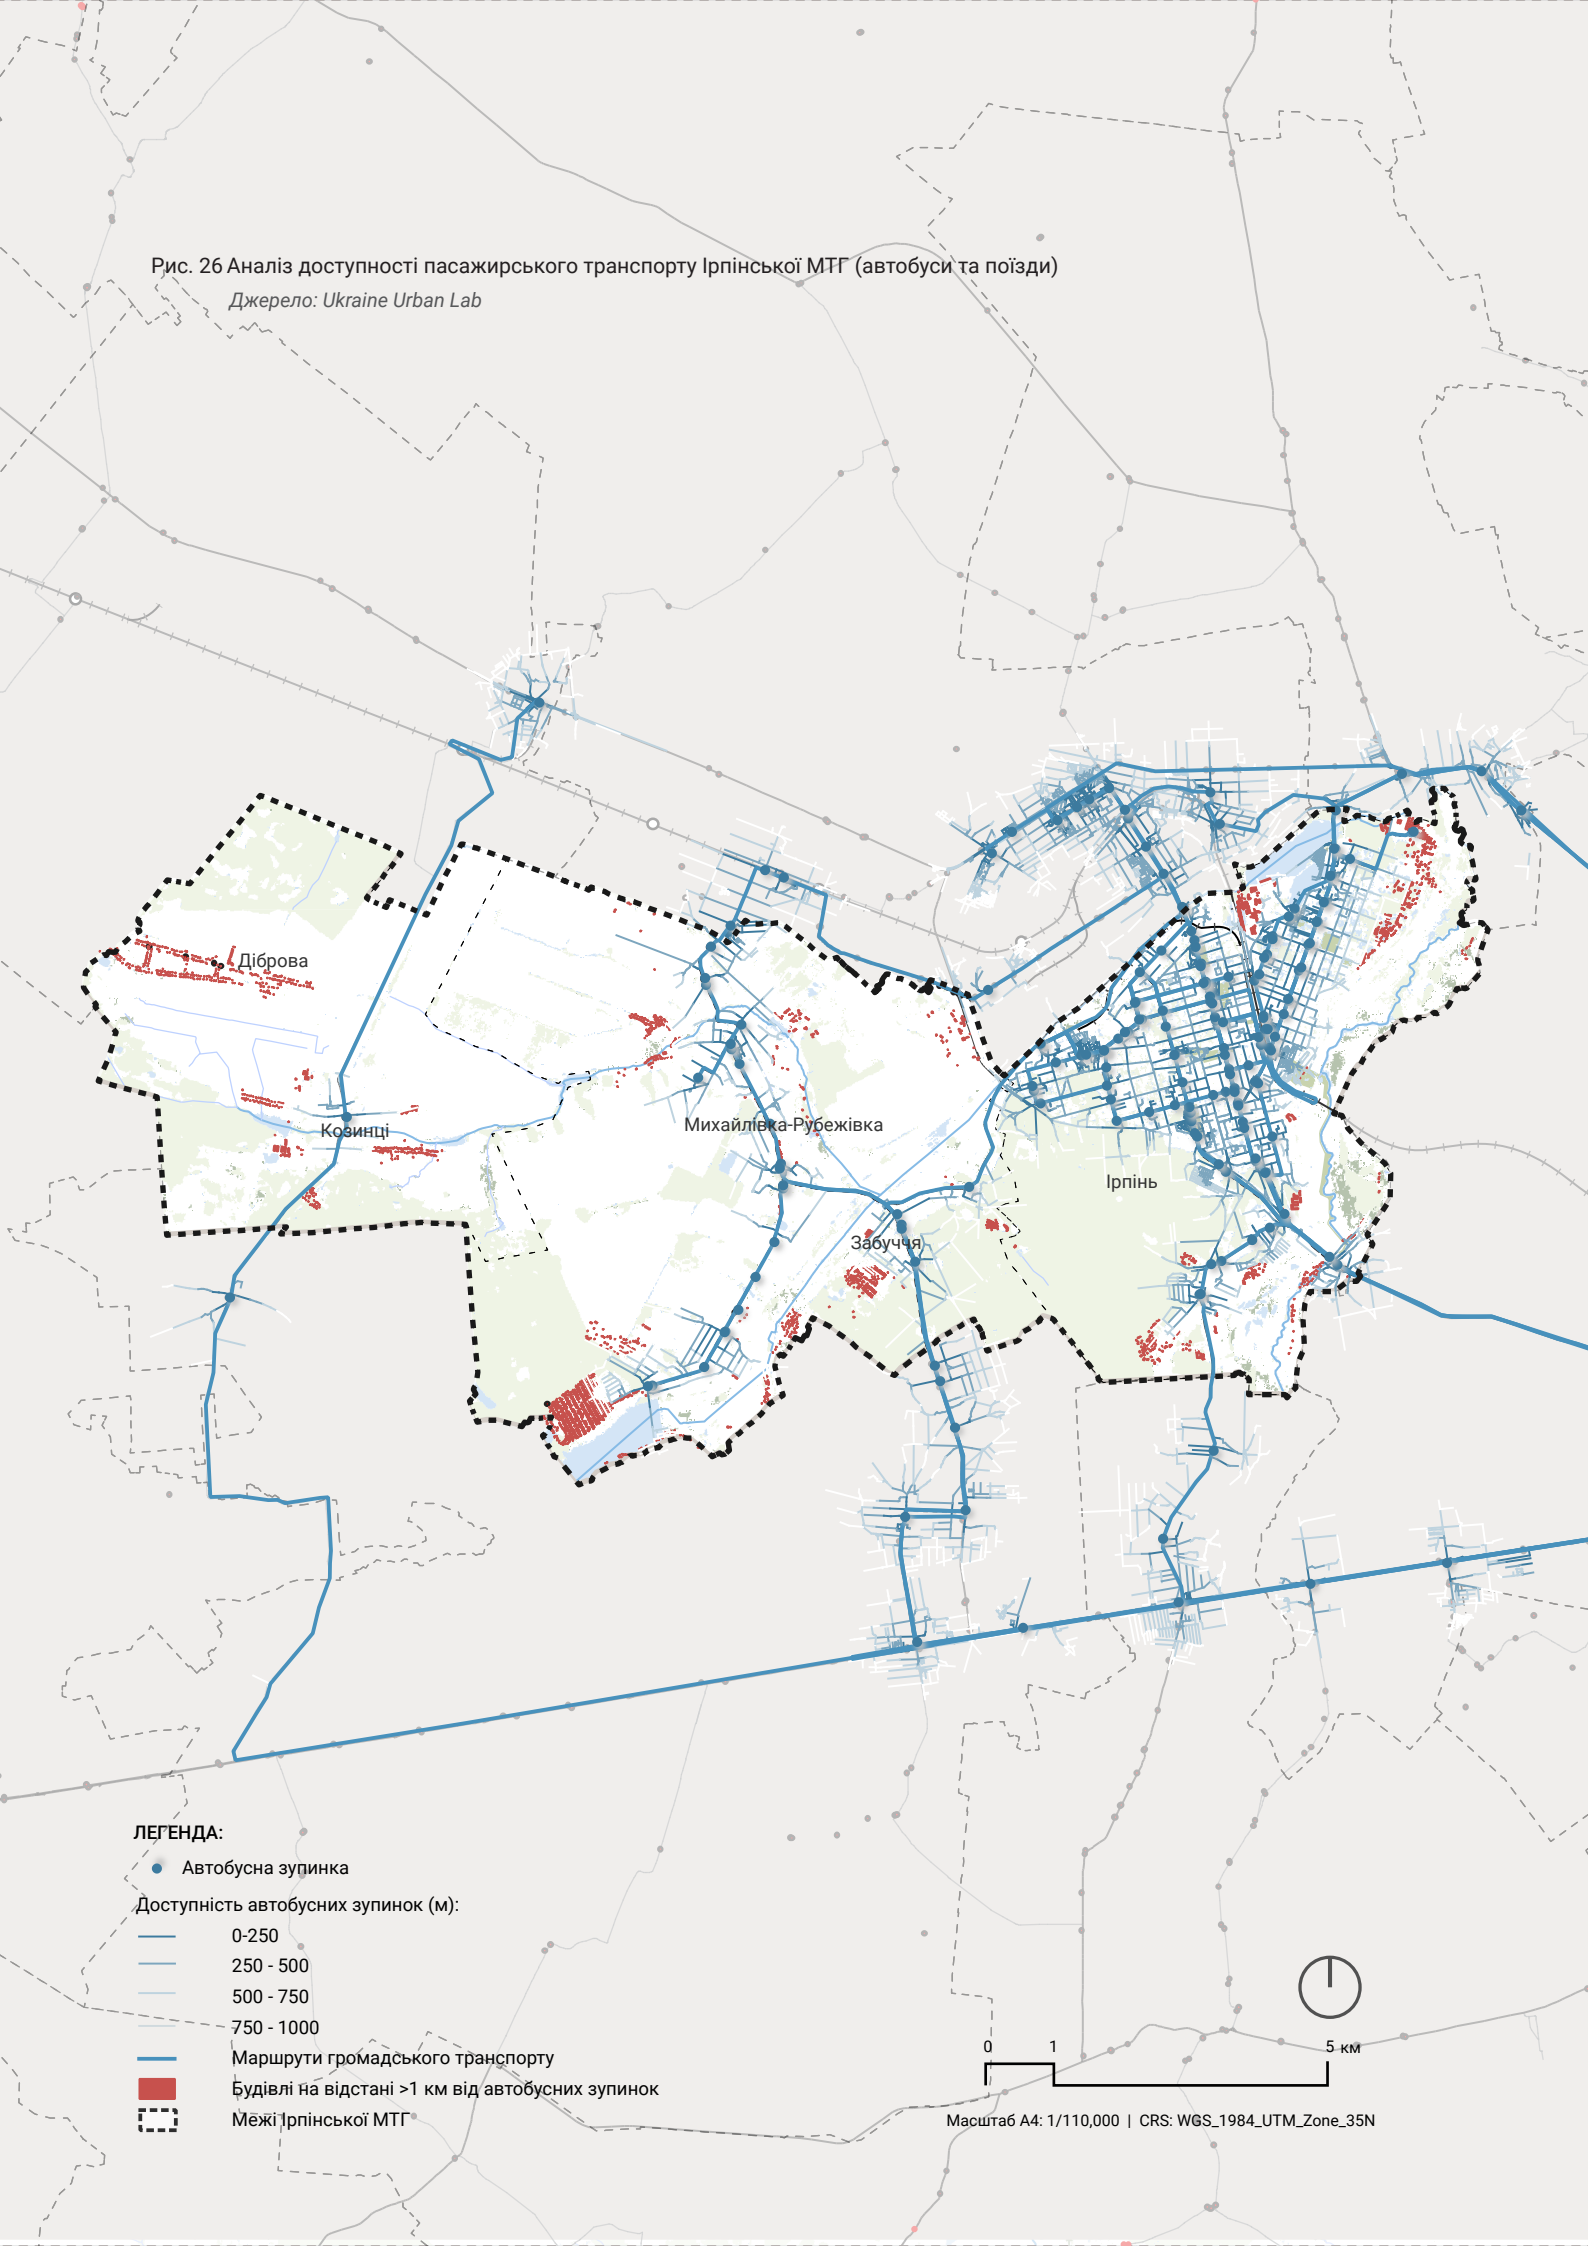 Рис. 26 Аналіз доступності пасажирського транспорту Ірпінської МТГ (автобуси та поїзди)
Джерело: Ukraine Urban Lab
Діброва
Козинці
Михайлівка-Рубежівка
Ірпінь
Забуччя
ЛЕГЕНДА:
Автобусна зупинка
Доступність автобусних зупинок (м):
0-250
250 - 500
500 - 750
750 - 1000
Маршрути громадського транспорту
Будівлі на відстані >1 км від автобусних зупинок
Межі Ірпінської МТГ
0 1 5 км
Масштаб А4: 1/110,000 | CRS: WGS_1984_UTM_Zone_35N